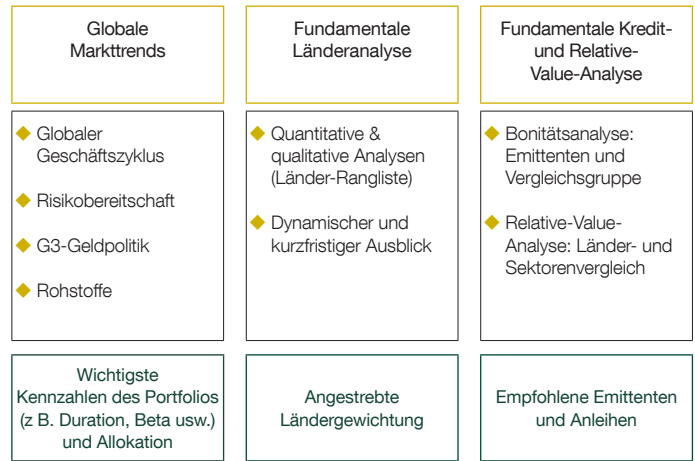 Globale
Markttrends
Fundamentale
Länderanalyse
Fundamentale Kredit-
und Relative-
Value-Analyse
Globaler
Geschäftszyklus
Risikobereitschaft
G3-Geldpolitik
Rohstoffe
Quantitative &
qualitative Analysen
(Länder-Rangliste)
Dynamischer und
kurzfristiger Ausblick
Bonitätsanalyse:
Emittenten und
Vergleichsgruppe
Relative-Value-
Analyse: Länder- und
Sektorenvergleich
Wichtigste
Kennzahlen des Portfolios
(z B. Duration, Beta usw.)
und Allokation
Angestrebte
Ländergewichtung
Empfohlene Emittenten
und Anleihen